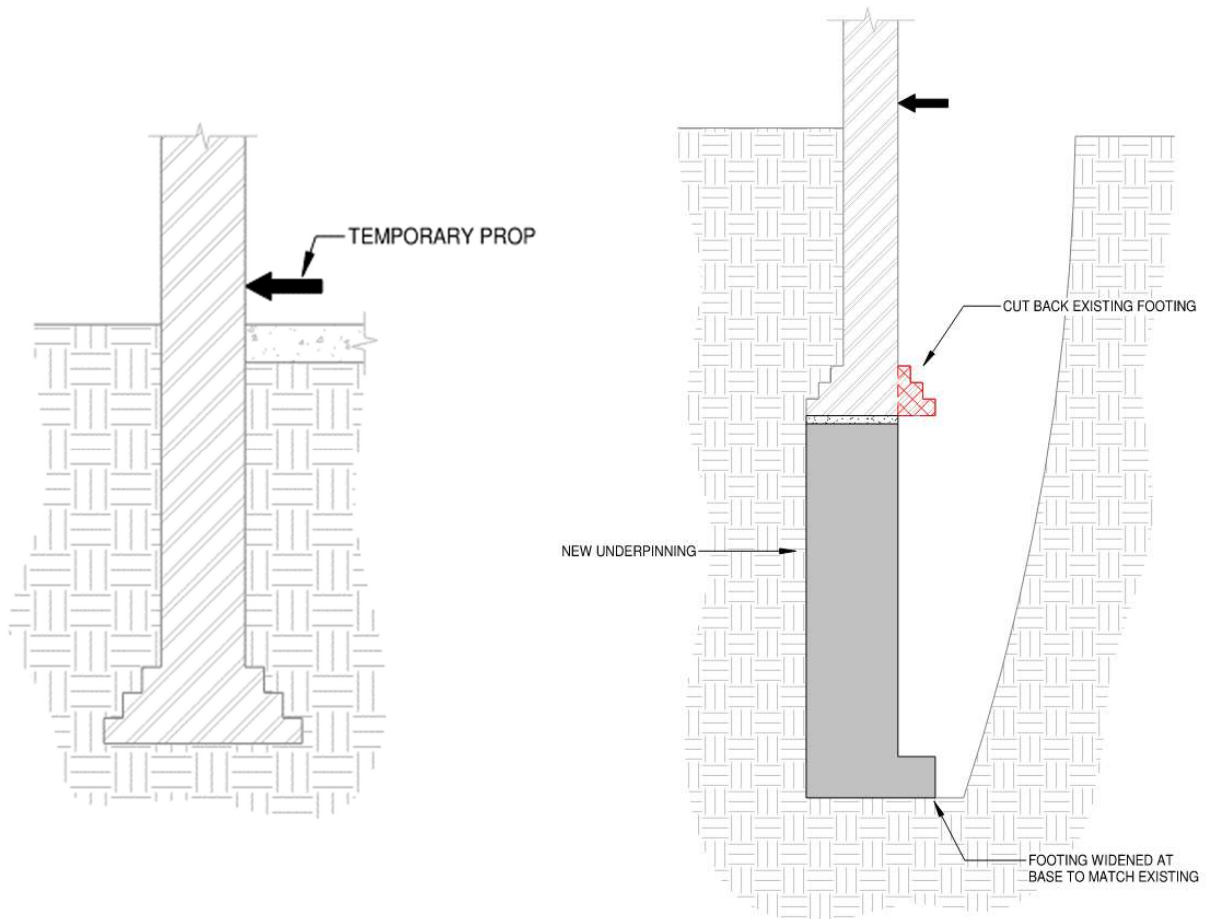 TEMPORARY PROP
CUT BACK EXISTING FOOTING
NEW UNDERPINNING
FOOTING WIDENED AT
BASE TO MATCH EXISTING